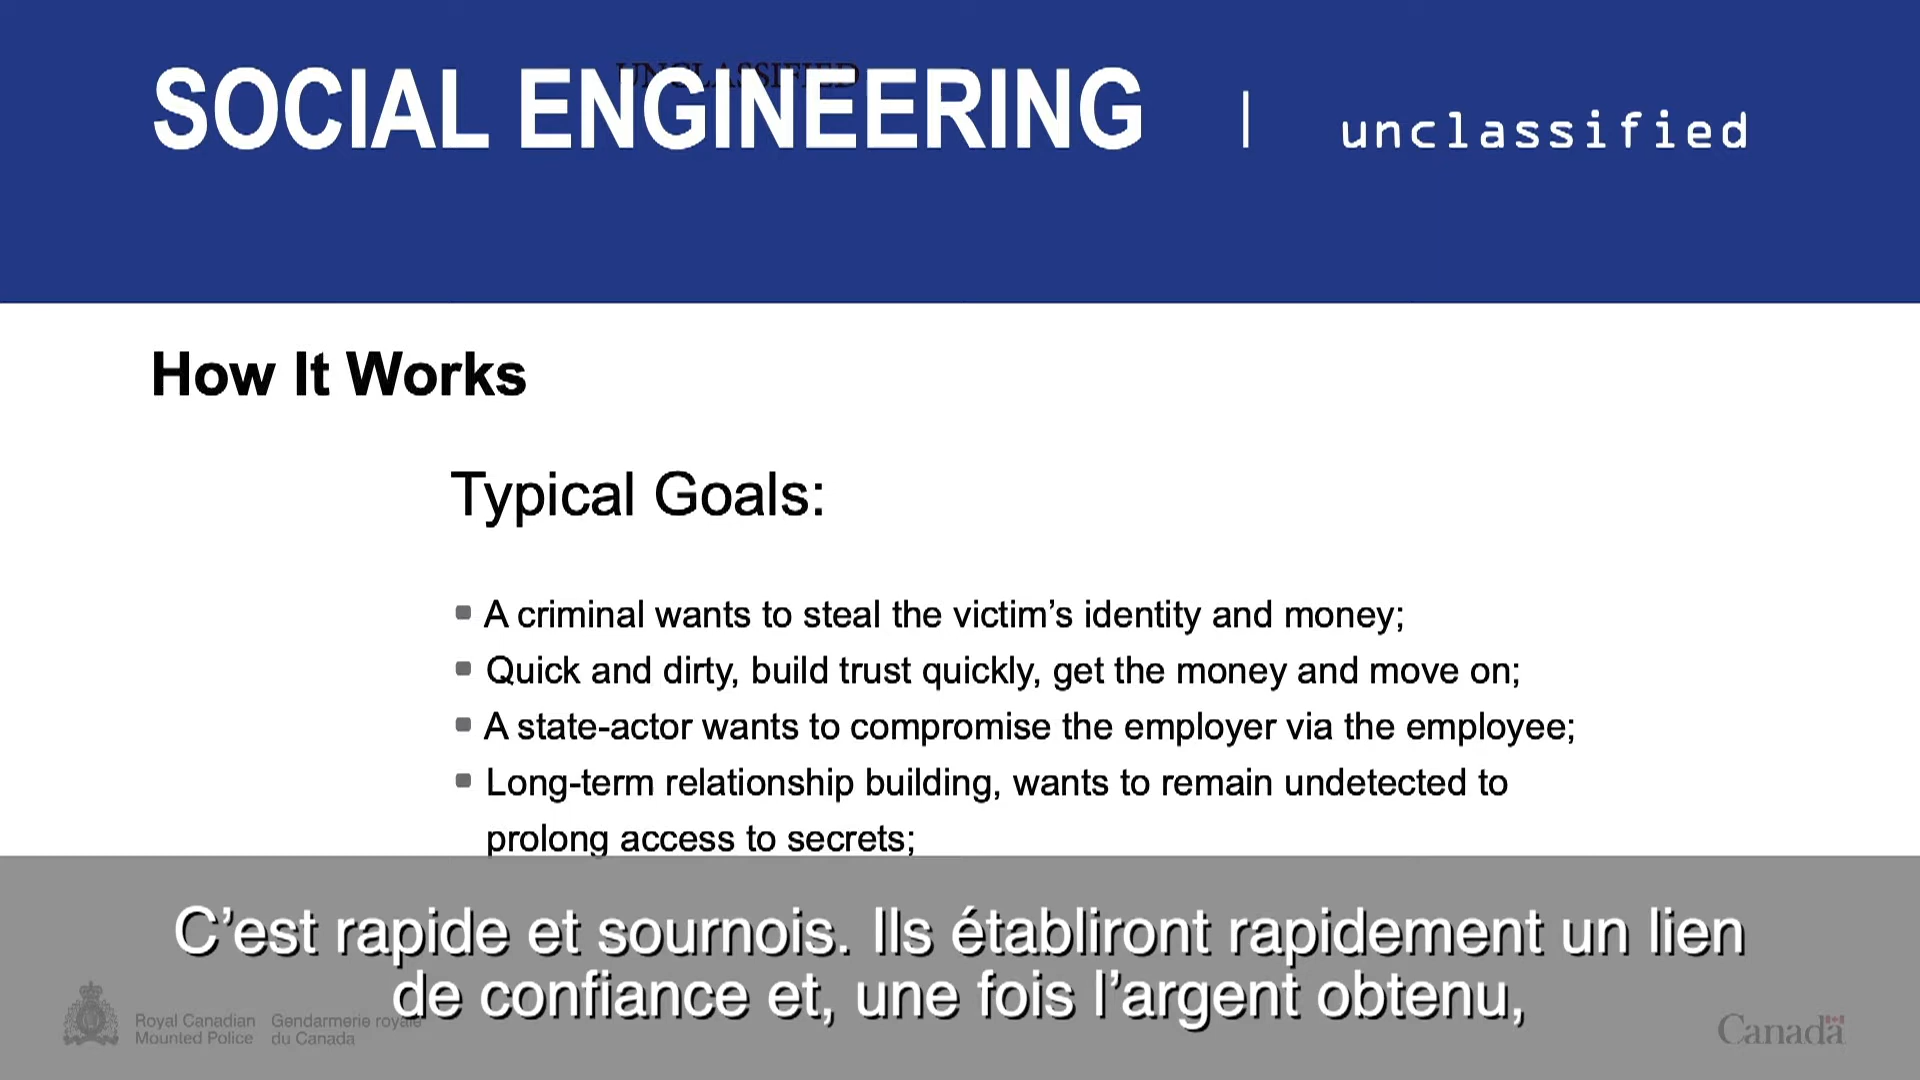 UNCLASSIFIED
SOCIAL ENGINEERING | unclassified
How It Works
Typical Goals:
A criminal wants to steal the victim’s identity and money;
Quick and dirty, build trust quickly, get the money and move on;
A state-actor wants to compromise the employer via the employee;
Long-term relationship building, wants to remain undetected to
prolong access to secrets;
C’est rapide et sournois. Ils établiront rapidement un lien
de confiance et, une fois l’argent obtenu,
Royal Canadian Gendarmerie royale
Mounted Police du Canada
Canada